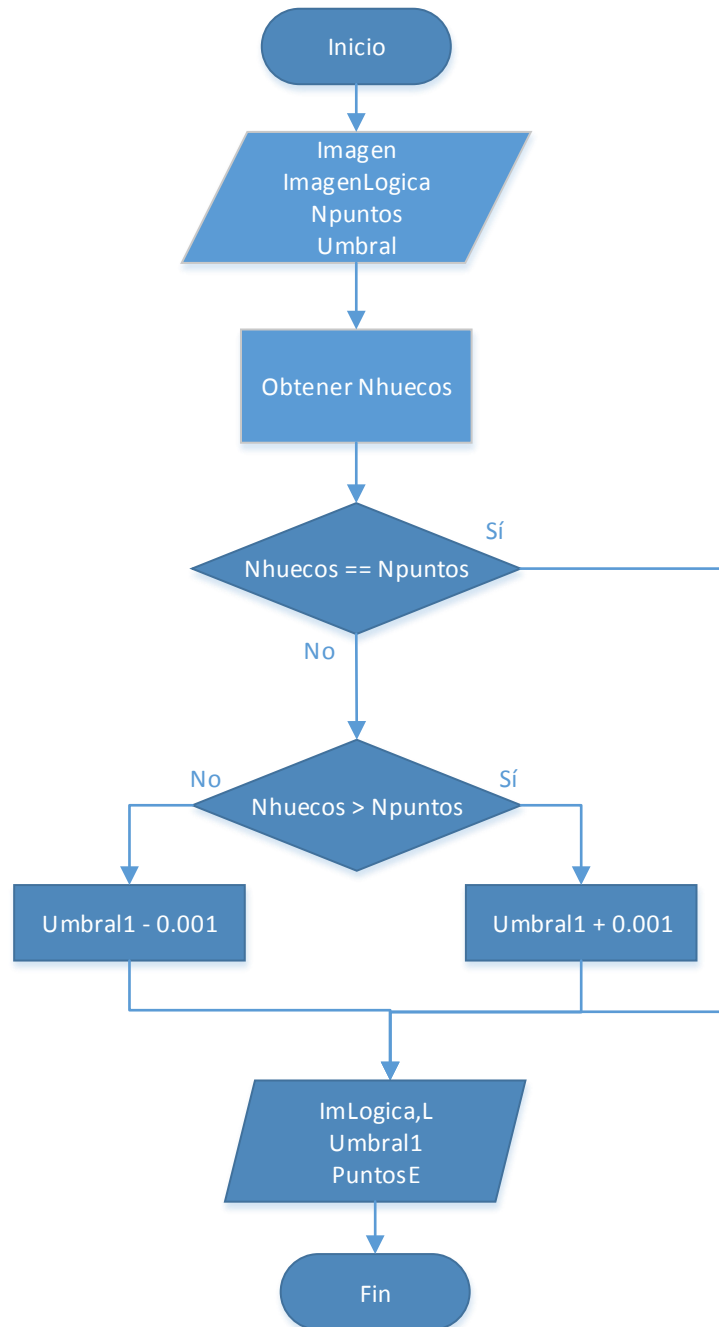 Inicio
Imagen
ImagenLogica
Npuntos
Umbral
Obtener Nhuecos
Sí
Nhuecos == Npuntos
No
No
Sí
Nhuecos > Npuntos
Umbral1 - 0.001
Umbral1 + 0.001
ImLogica,L
Umbral1
PuntosE
Fin